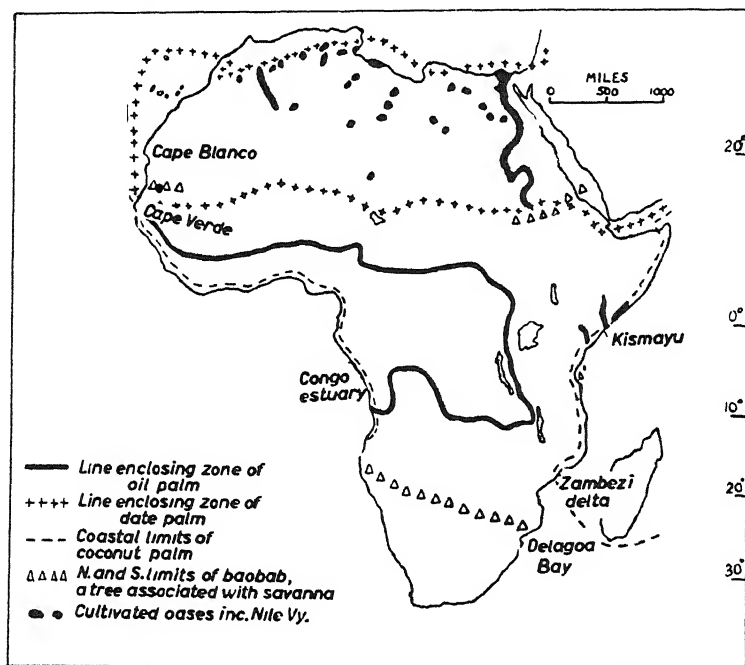 MILES
0 500 1000
20°
Cape Blanco
Cape Verde
0°
Kismayu
Congo
estuary
10°
Zambezi
delta
20°
Delagoa
Bay
30°
Line enclosing zone of
oil palm
Line enclosing zone of
date palm
Coastal limits of
coconut palm
N. and S. limits of baobab,
a tree associated with savanna
Cultivated oases inc. Nile Vy.